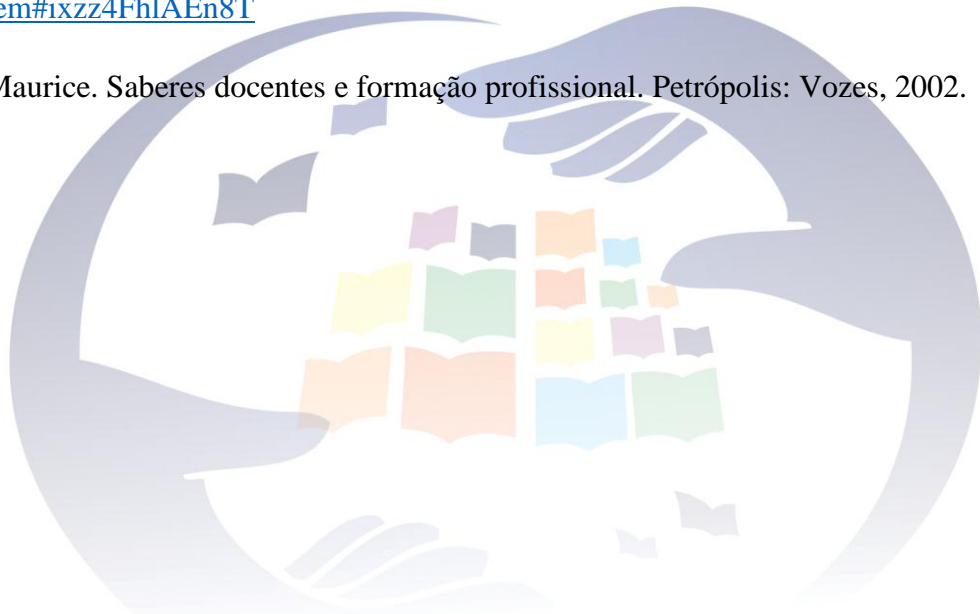 em#ixzz4FhlAEn8T
Maurice. Saberes docentes e formação profissional. Petrópolis: Vozes, 2002.